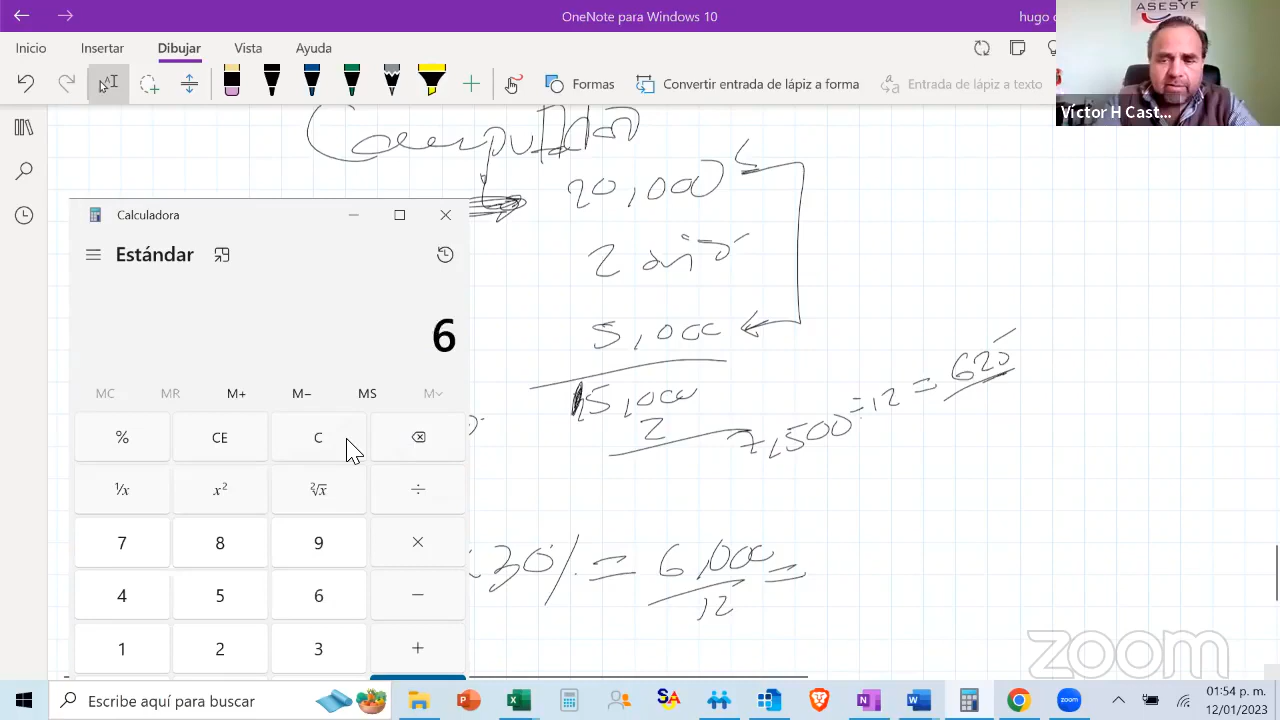 OneNote para Windows 10
hugo c
ASESYF
Inicio Insertar Dibujar Vista Ayuda
Formas Convertir entrada de lápiz a forma Entrada de lápiz a texto
Víctor H Cast...
Computador
20,000
2 años
5,000
15,000
2
7,500 ÷ 12 = 625
30% = 6,000 =
12
Calculadora
Estándar
6
MC MR M+ M− MS M
% CE C
¹/x x² ²√x ÷
7 8 9 ×
4 5 6 −
1 2 3 +
zoom
Escribe aquí para buscar
01:54 p.m.
12/01/2023